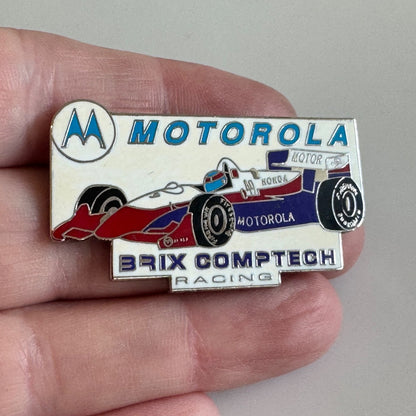 MOTOROLA
MOTOR
HONDA
MOTOROLA
BRIX COMPTECH
RACING